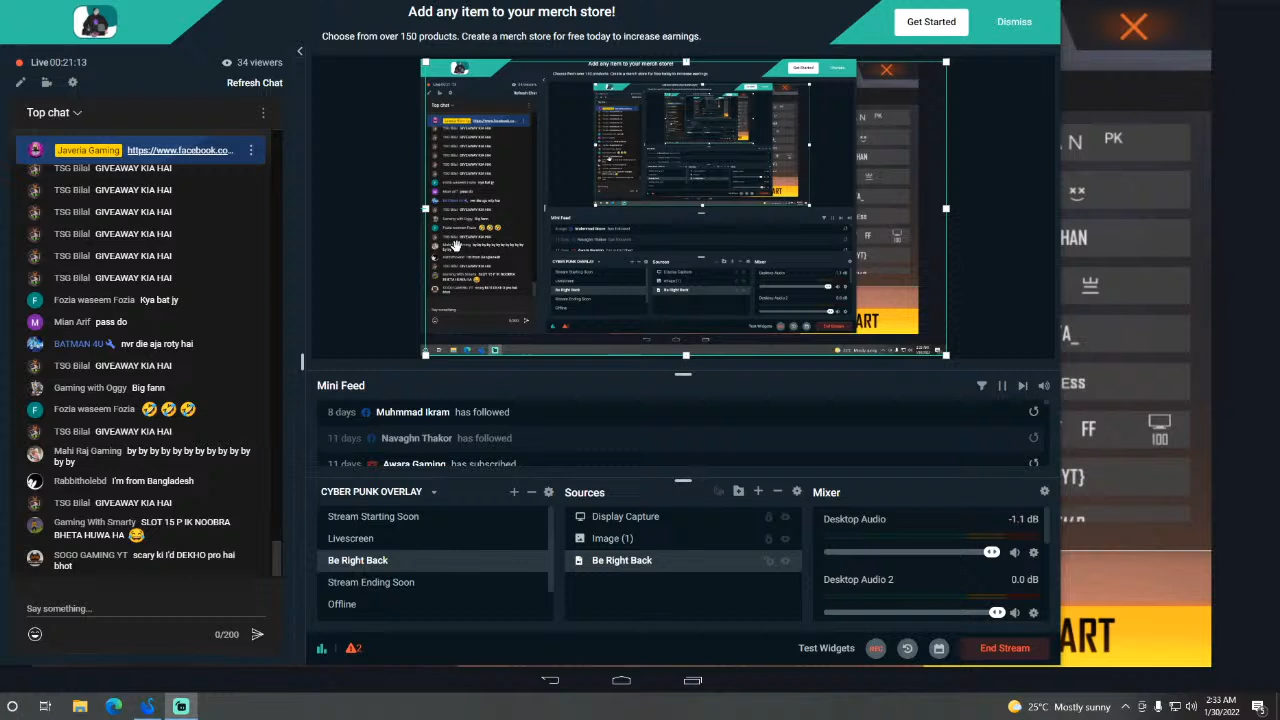 Add any item to your merch store!
Choose from over 150 products. Create a merch store for free today to increase earnings.
Get Started
Dismiss
Live 00:21:13
34 viewers
Refresh Chat
Top chat
Javeria Gaming https://www.facebook.co...
TSG Bilal GIVEAWAY KIA HAI
TSG Bilal GIVEAWAY KIA HAI
TSG Bilal GIVEAWAY KIA HAI
TSG Bilal GIVEAWAY KIA HAI
TSG Bilal GIVEAWAY KIA HAI
TSG Bilal GIVEAWAY KIA HAI
Fozia waseem Fozia Kya bat jy
Mian Ajaz pass do
BATMAN 4U mre dings roty hai
Gaming with Oggy Big fann
Fozia waseem Fozia
TSG Bilal GIVEAWAY KIA HAI
Mahi Raj Gaming by by by by by by by by by by by
by by
Rabbitholebd I'm from Bangladesh
TSG Bilal GIVEAWAY KIA HAI
Gaming With Smarty SLOT 15 P IK NOOBRA
BHETA HUWA HA
SOGO GAMING YT scary ki I'd DEKHO pro hai
bhot
Say something...
0/200
Mini Feed
8 days Muhmmad Ikram has followed
11 days Navaghn Thakor has followed
11 days Awara Gaming has subscribed
CYBER PUNK OVERLAY
Stream Starting Soon
Livescreen
Be Right Back
Stream Ending Soon
Offline
Sources
Display Capture
Image (1)
Be Right Back
Mixer
Desktop Audio -1.1 dB
Desktop Audio 2 0.0 dB
2
Test Widgets
REC
End Stream
PK
HAN
HAN
A_
ESS
FF
100
YT}
ART
25°C Mostly sunny
2:33 AM
1/30/2022